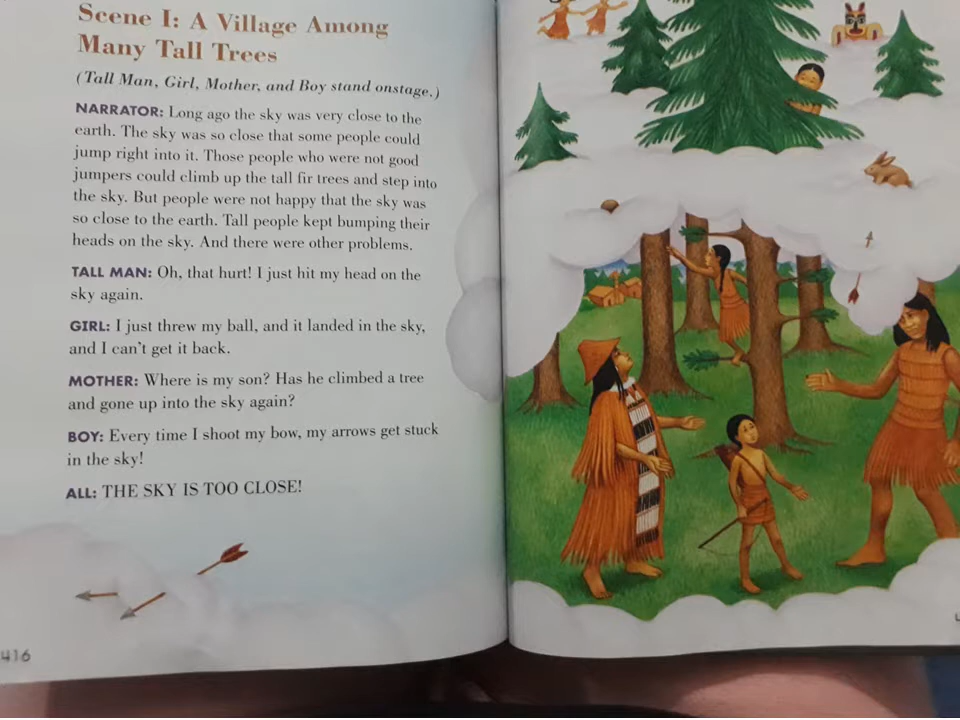 Scene I: A Village Among
Many Tall Trees
(Tall Man, Girl, Mother, and Boy stand onstage.)
NARRATOR: Long ago the sky was very close to the
earth. The sky was so close that some people could
jump right into it. Those people who were not good
jumpers could climb up the tall fir trees and step into
the sky. But people were not happy that the sky was
so close to the earth. Tall people kept bumping their
heads on the sky. And there were other problems.
TALL MAN: Oh, that hurt! I just hit my head on the
sky again.
GIRL: I just threw my ball, and it landed in the sky,
and I can't get it back.
MOTHER: Where is my son? Has he climbed a tree
and gone up into the sky again?
BOY: Every time I shoot my bow, my arrows get stuck
in the sky!
ALL: THE SKY IS TOO CLOSE!
416